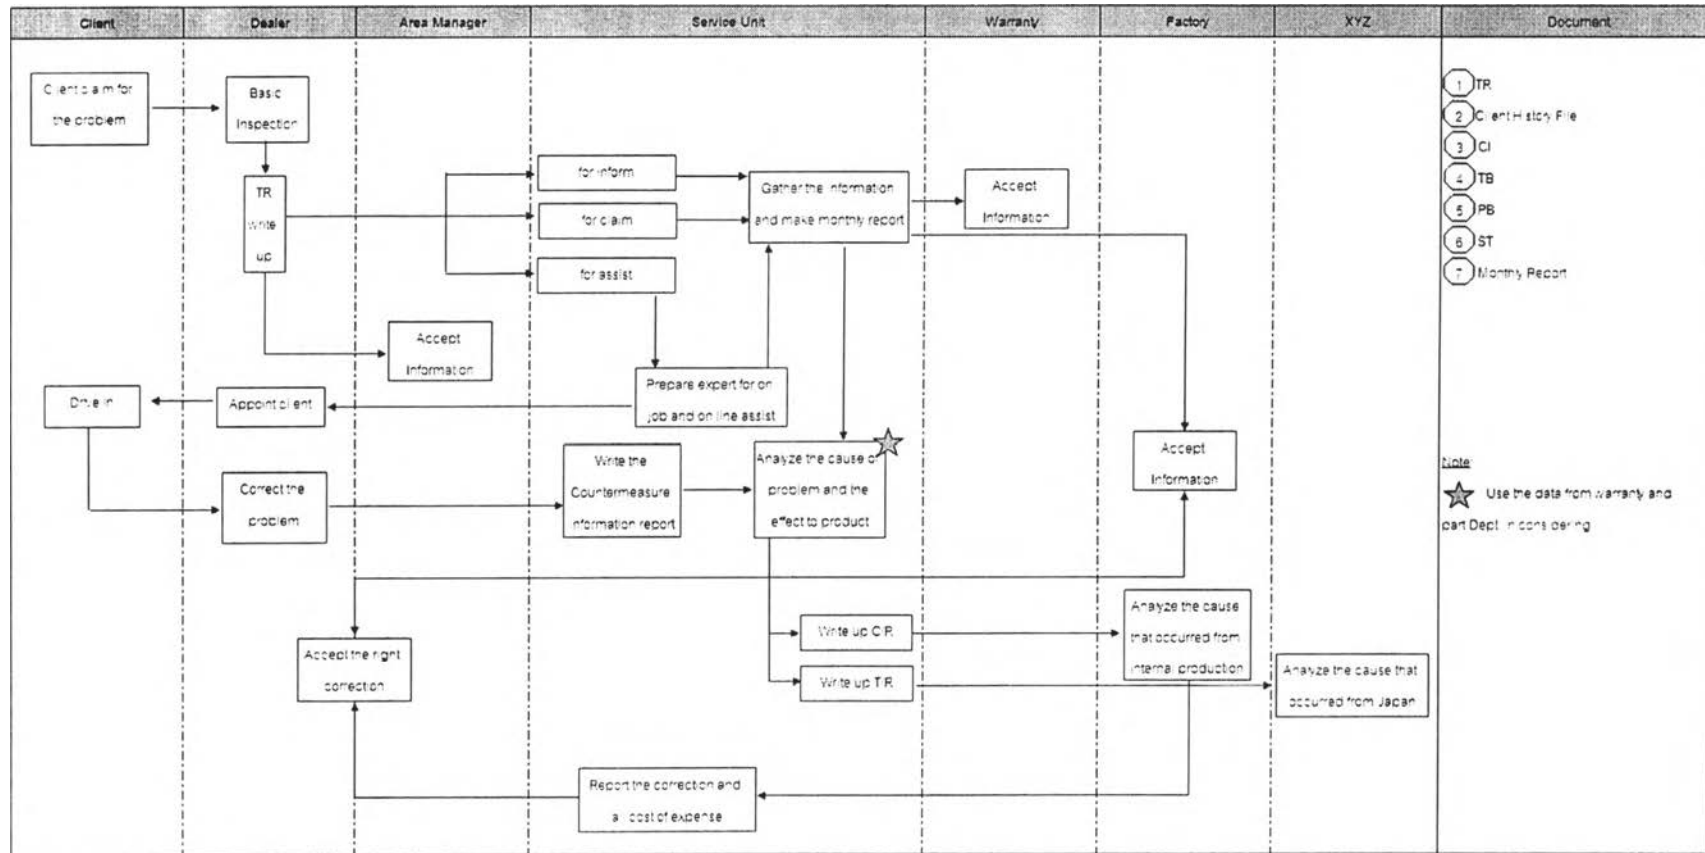 Client
Dealer
Area Manager
Service Unit
Warranty
Factory
XYZ
Document
Client claim for
the problem
Basic
Inspection
TR
write
up
for inform
for claim
for assist
Gather the information
and make monthly report
Accept
Information
1 TR
2 Client History File
3 CI
4 TB
5 PB
6 ST
7 Monthly Report
Accept
Information
Drive in
Appoint client
Prepare expert for on
job and on line assist
Correct the
problem
Write the
Countermeasure
information report
Analyze the cause of
problem and the
effect to product
Accept
Information
Note:
Use the data from warranty and
part Dept. in considering
Accept the right
correction
Write up CIR
Write up TIR
Analyze the cause
that occurred from
internal production
Analyze the cause that
occurred from Japan
Report the correction and
all cost of expense